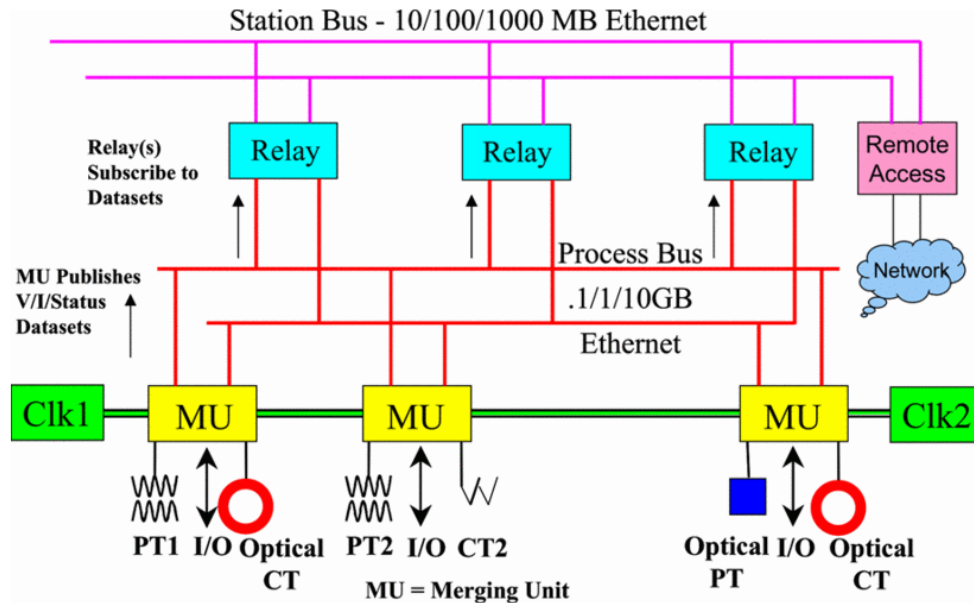 Station Bus - 10/100/1000 MB Ethernet
Relay(s)
Subscribe to
Datasets
Relay
Relay
Relay
Remote
Access
Network
MU Publishes
V/I/Status
Datasets
Process Bus
.1/1/10GB
Ethernet
Clk1
MU
MU
MU
Clk2
PT1 I/O Optical
CT
PT2 I/O CT2
Optical I/O Optical
PT CT
MU = Merging Unit